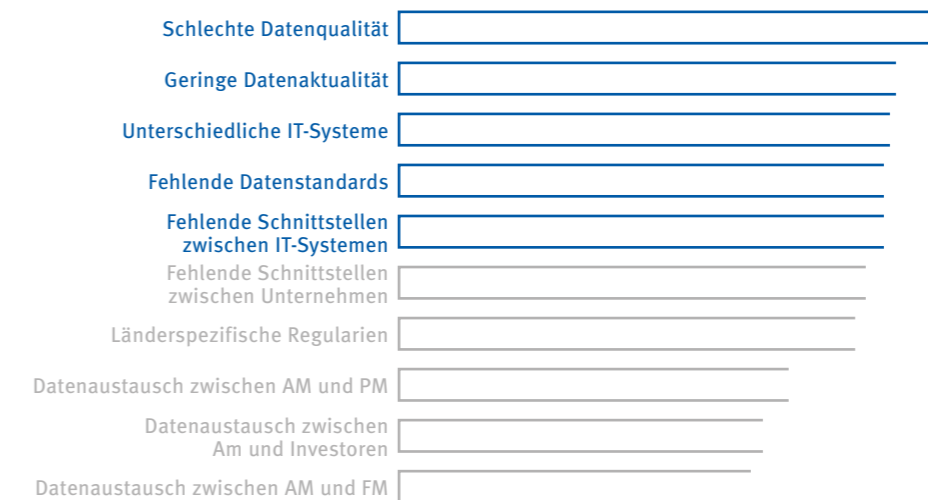 Schlechte Datenqualität
Geringe Datenaktualität
Unterschiedliche IT-Systeme
Fehlende Datenstandards
Fehlende Schnittstellen
zwischen IT-Systemen
Fehlende Schnittstellen
zwischen Unternehmen
Länderspezifische Regularien
Datenaustausch zwischen AM und PM
Datenaustausch zwischen
Am und Investoren
Datenaustausch zwischen AM und FM